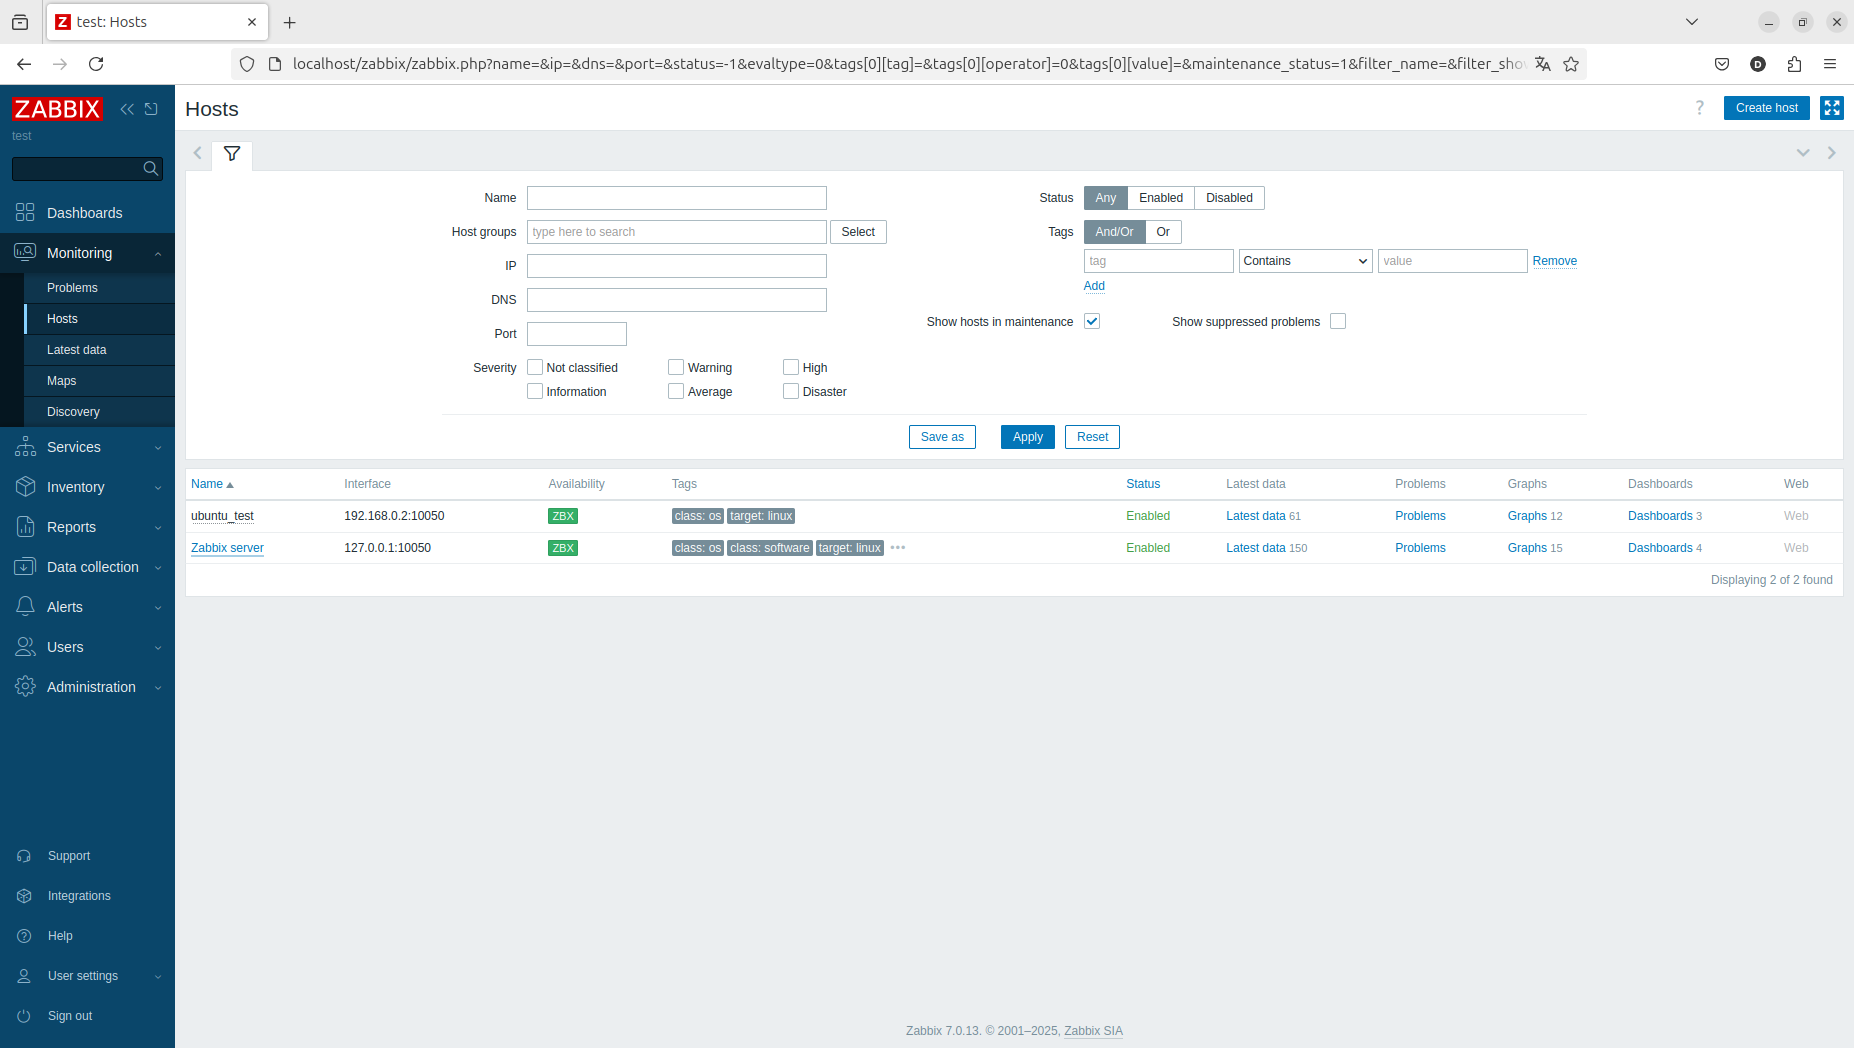 test: Hosts
localhost/zabbix/zabbix.php?name=&ip=&dns=&port=&status=-1&evaltype=0&tags[0][tag]=&tags[0][operator]=0&tags[0][value]=&maintenance_status=1&filter_name=&filter_sho
D
ZABBIX
test
Dashboards
Monitoring
Problems
Hosts
Latest data
Maps
Discovery
Services
Inventory
Reports
Data collection
Alerts
Users
Administration
Support
Integrations
Help
User settings
Sign out
Hosts
? Create host
Name
Host groups type here to search Select
IP
DNS
Port
Severity Not classified Warning High
Information Average Disaster
Status Any Enabled Disabled
Tags And/Or Or
tag Contains value Remove
Add
Show hosts in maintenance Show suppressed problems
Save as Apply Reset
Name Interface Availability Tags Status Latest data Problems Graphs Dashboards Web
ubuntu_test 192.168.0.2:10050 ZBX class: os target: linux Enabled Latest data 61 Problems Graphs 12 Dashboards 3 Web
Zabbix server 127.0.0.1:10050 ZBX class: os class: software target: linux ••• Enabled Latest data 150 Problems Graphs 15 Dashboards 4 Web
Displaying 2 of 2 found
Zabbix 7.0.13. © 2001–2025, Zabbix SIA